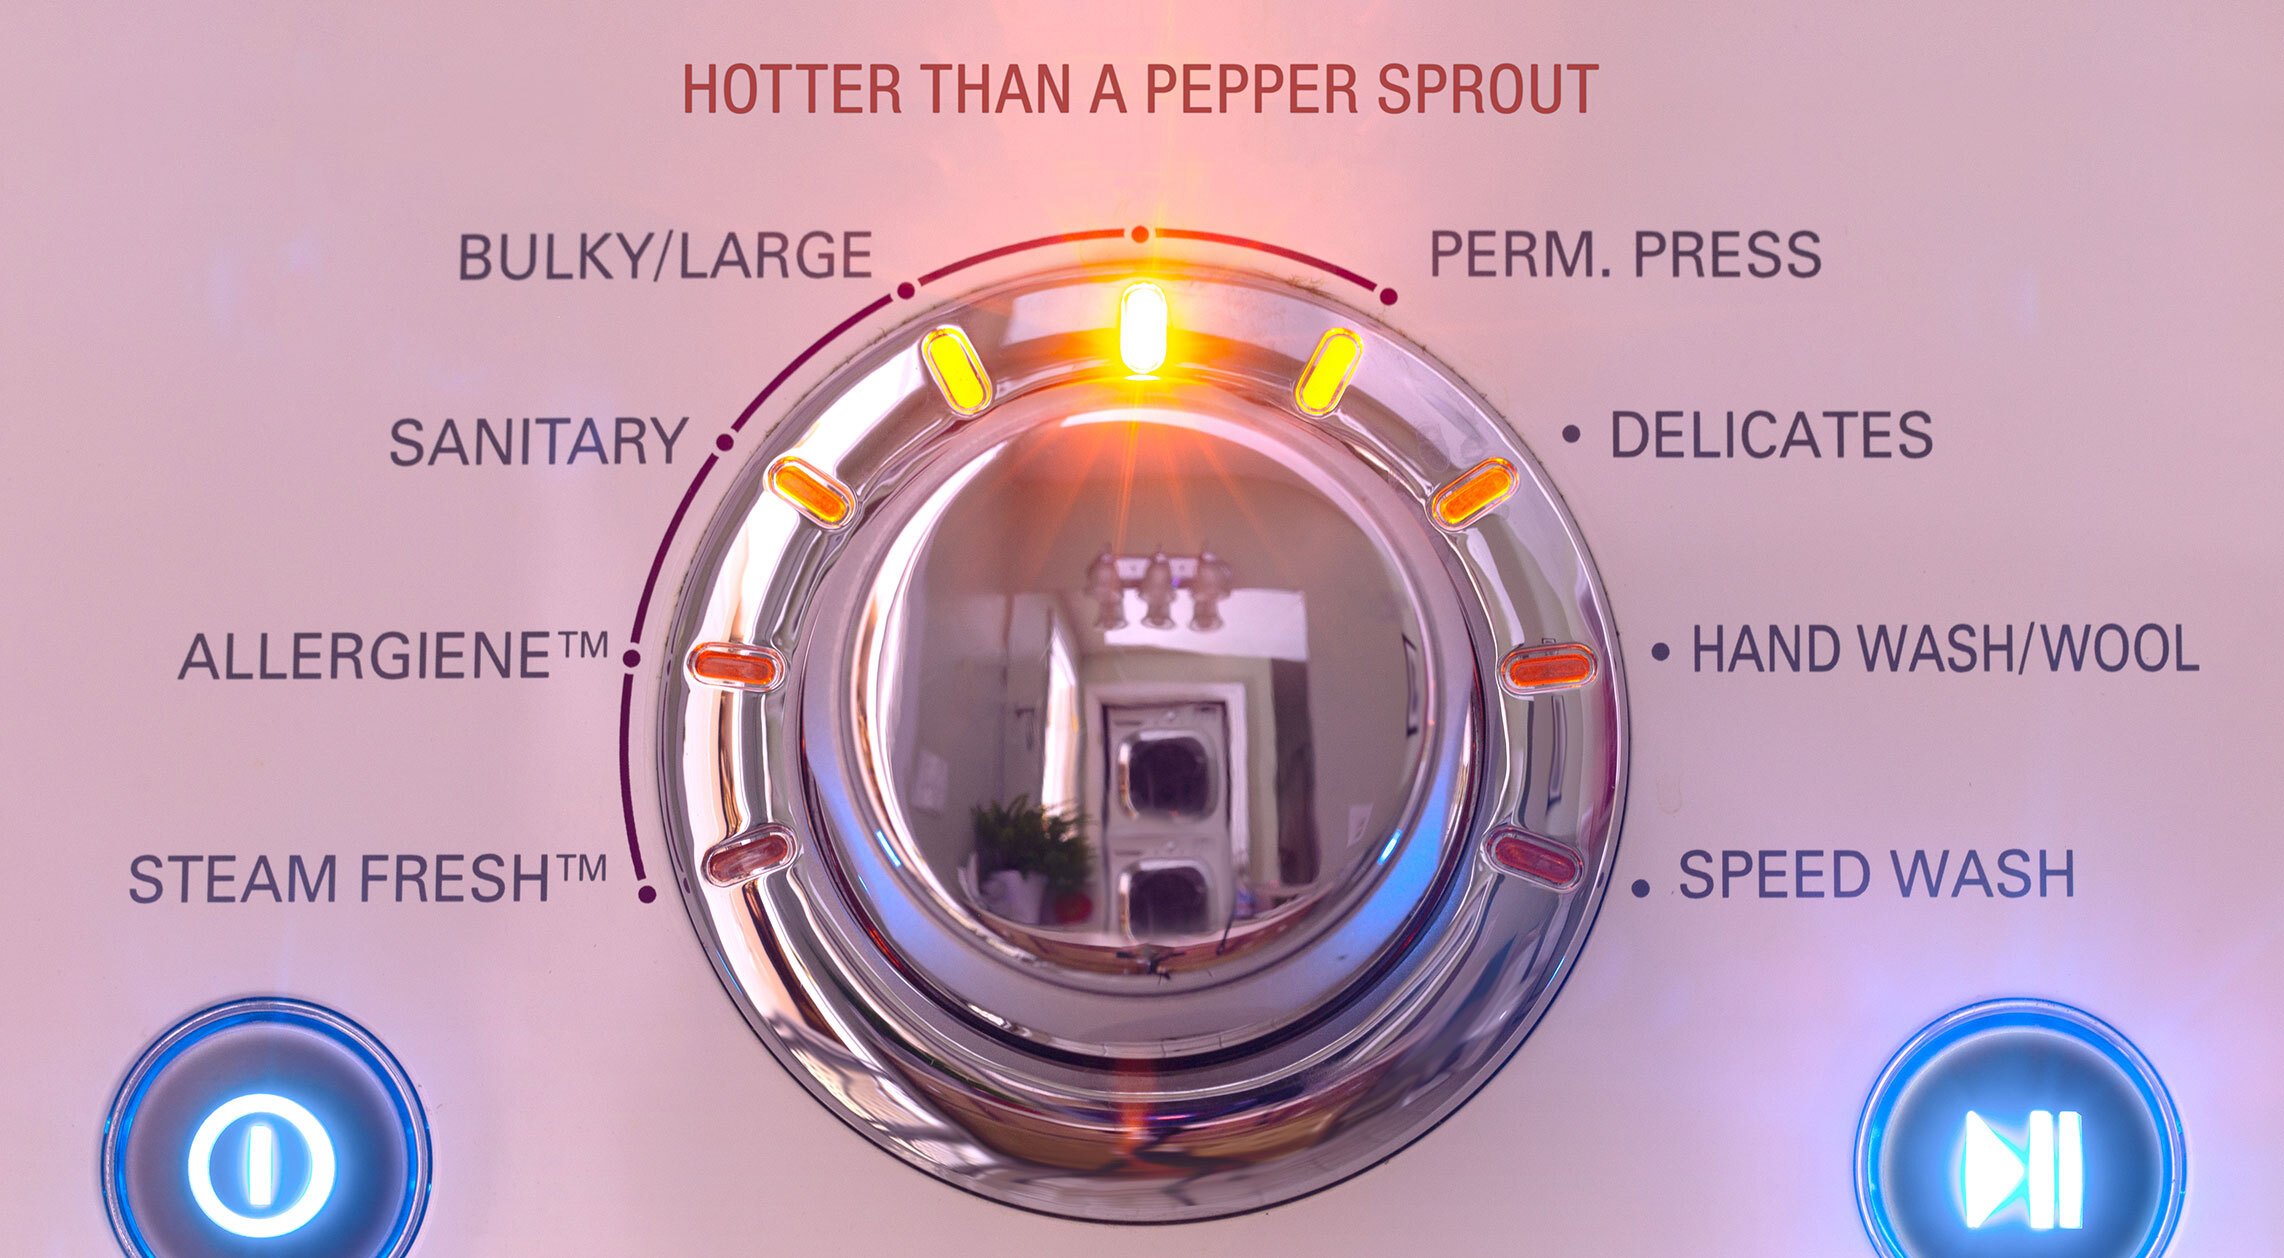 HOTTER THAN A PEPPER SPROUT
BULKY/LARGE
PERM. PRESS
SANITARY
DELICATES
ALLERGIENE™
HAND WASH/WOOL
STEAM FRESH™
SPEED WASH